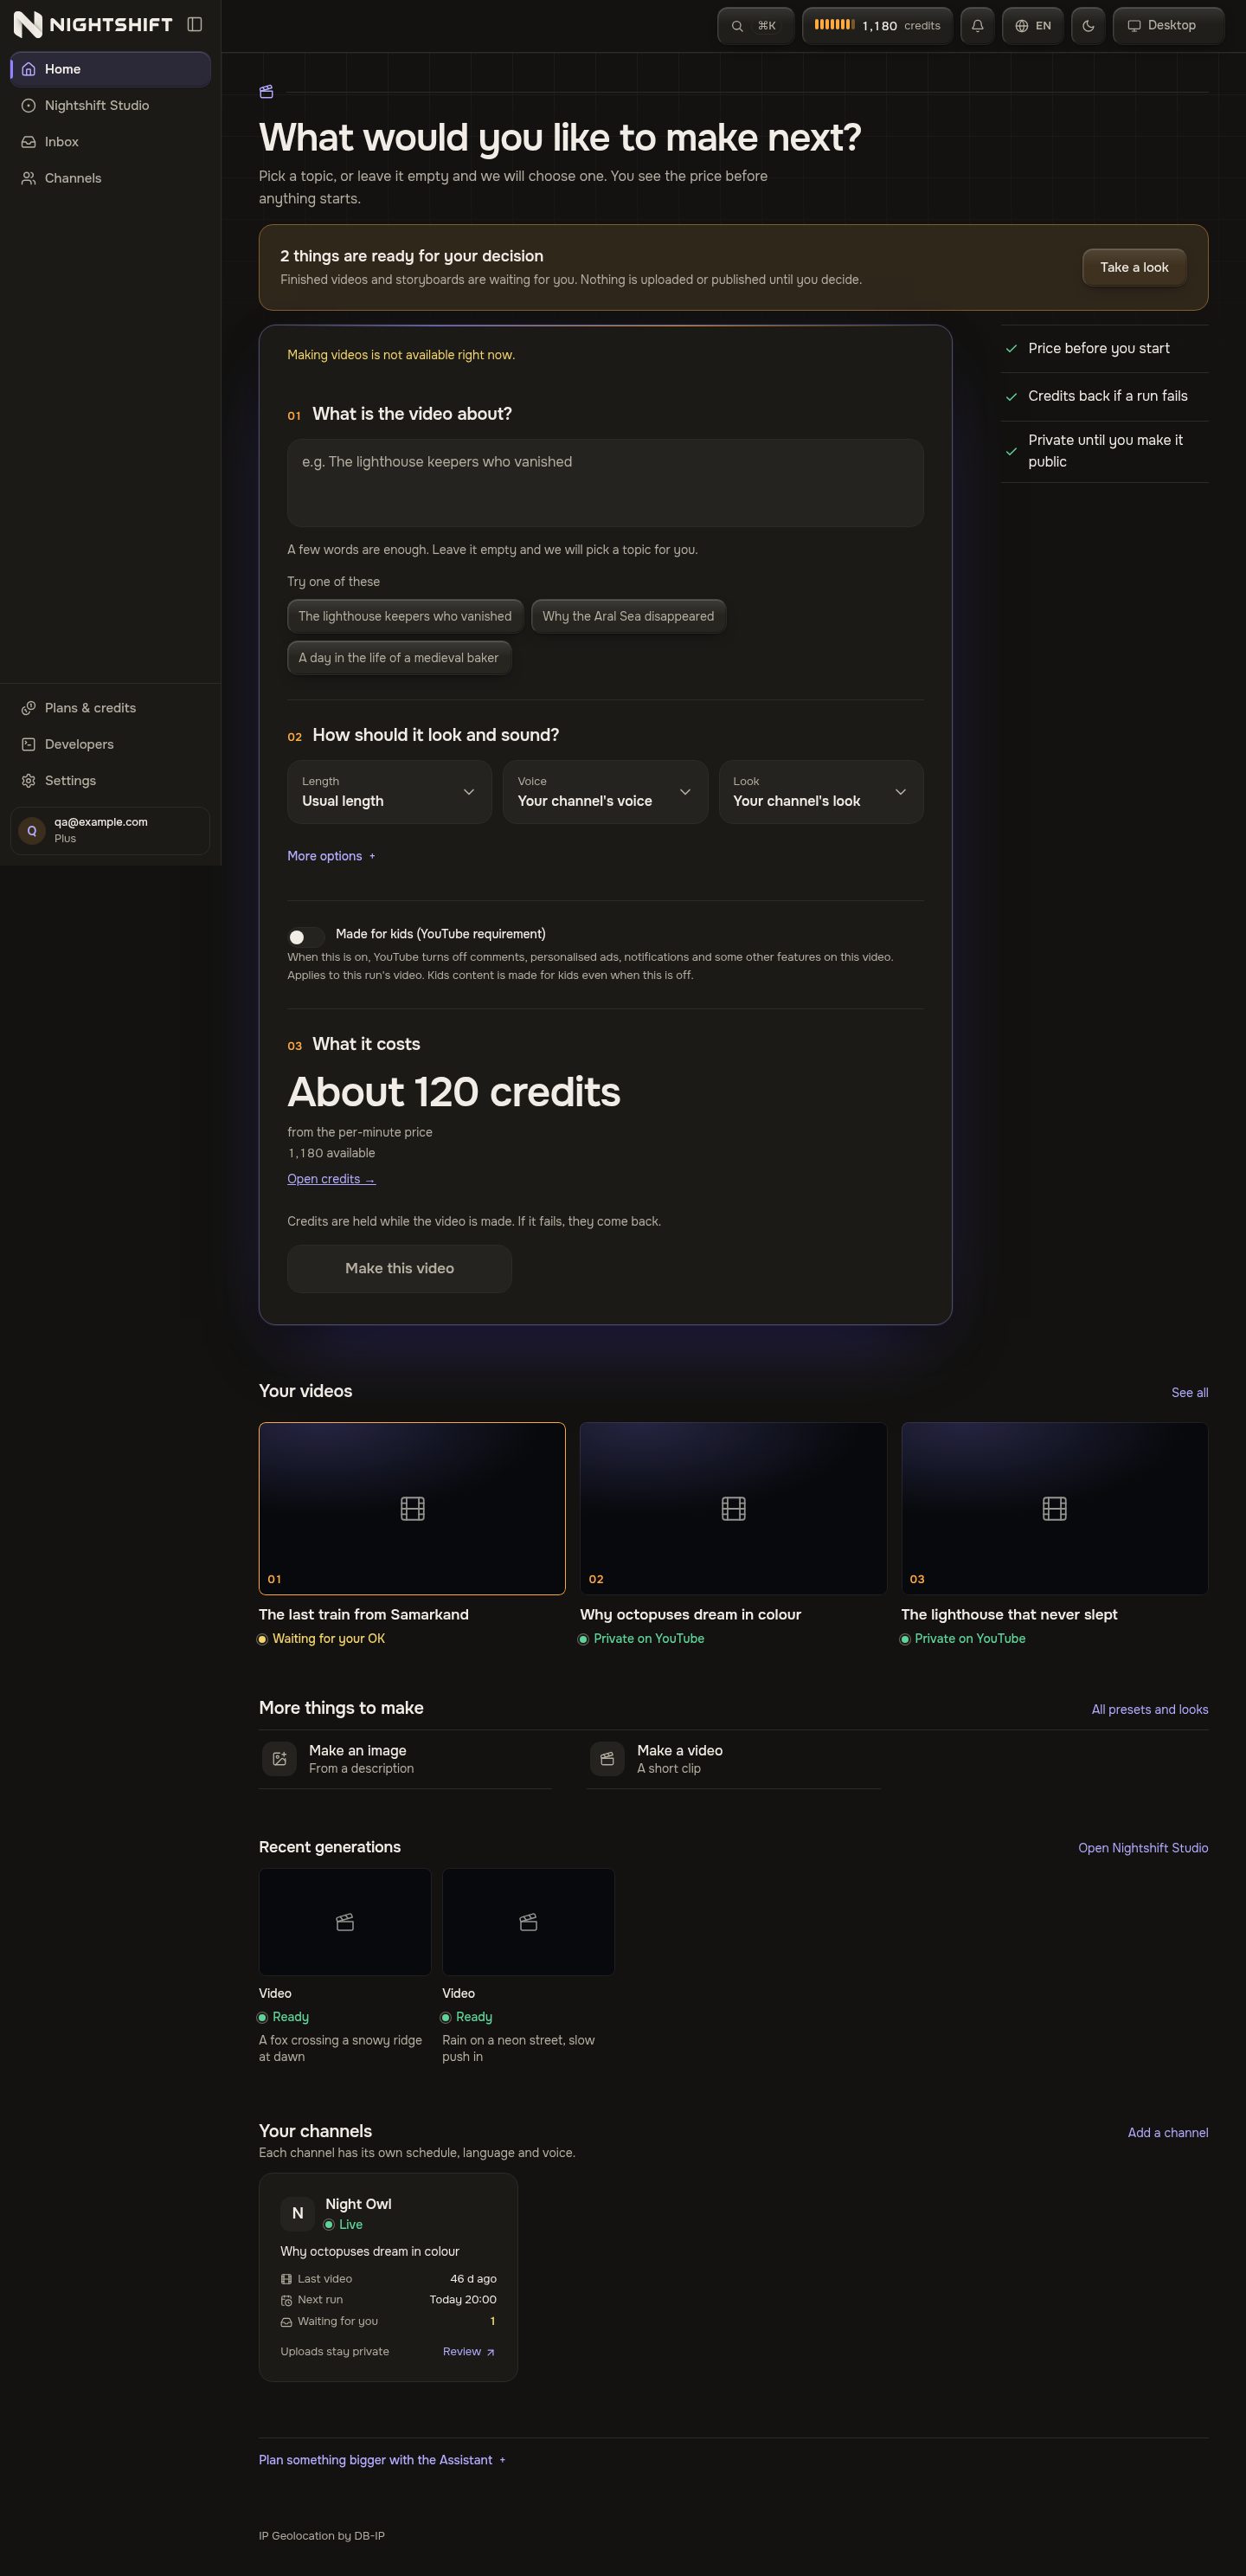 NIGHTSHIFT
⌘K
1,180 credits
EN
Desktop
Home
Nightshift Studio
Inbox
Channels
Plans & credits
Developers
Settings
Q
qa@example.com
Plus
What would you like to make next?
Pick a topic, or leave it empty and we will choose one. You see the price before
anything starts.
2 things are ready for your decision
Finished videos and storyboards are waiting for you. Nothing is uploaded or published until you decide.
Take a look
Making videos is not available right now.
01 What is the video about?
e.g. The lighthouse keepers who vanished
A few words are enough. Leave it empty and we will pick a topic for you.
Try one of these
The lighthouse keepers who vanished
Why the Aral Sea disappeared
A day in the life of a medieval baker
02 How should it look and sound?
Length
Usual length
Voice
Your channel's voice
Look
Your channel's look
More options +
Made for kids (YouTube requirement)
When this is on, YouTube turns off comments, personalised ads, notifications and some other features on this video.
Applies to this run's video. Kids content is made for kids even when this is off.
03 What it costs
About 120 credits
from the per-minute price
1,180 available
Open credits →
Credits are held while the video is made. If it fails, they come back.
Make this video
Price before you start
Credits back if a run fails
Private until you make it
public
Your videos
See all
01
The last train from Samarkand
Waiting for your OK
02
Why octopuses dream in colour
Private on YouTube
03
The lighthouse that never slept
Private on YouTube
More things to make
All presets and looks
Make an image
From a description
Make a video
A short clip
Recent generations
Open Nightshift Studio
Video
Ready
A fox crossing a snowy ridge
at dawn
Video
Ready
Rain on a neon street, slow
push in
Your channels
Add a channel
Each channel has its own schedule, language and voice.
N
Night Owl
Live
Why octopuses dream in colour
Last video 46 d ago
Next run Today 20:00
Waiting for you 1
Uploads stay private
Review ↗
Plan something bigger with the Assistant +
IP Geolocation by DB-IP